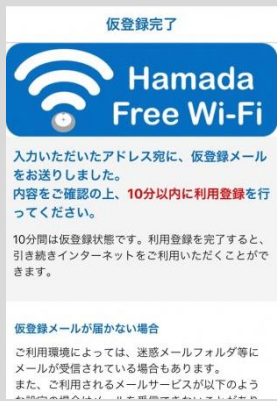 仮登録完了
Hamada
Free Wi-Fi
入力いただいたアドレス宛に、仮登録メール
をお送りしました。
内容をご確認の上、10分以内に利用登録を行
ってください。
10分間は仮登録状態です。利用登録を完了すると、
引き続きインターネットをご利用いただくことがで
きます。
仮登録メールが届かない場合
ご利用環境によっては、迷惑メールフォルダ等に
メールが受信されている場合もあります。
また、ご利用されるメールサービスが以下のよう